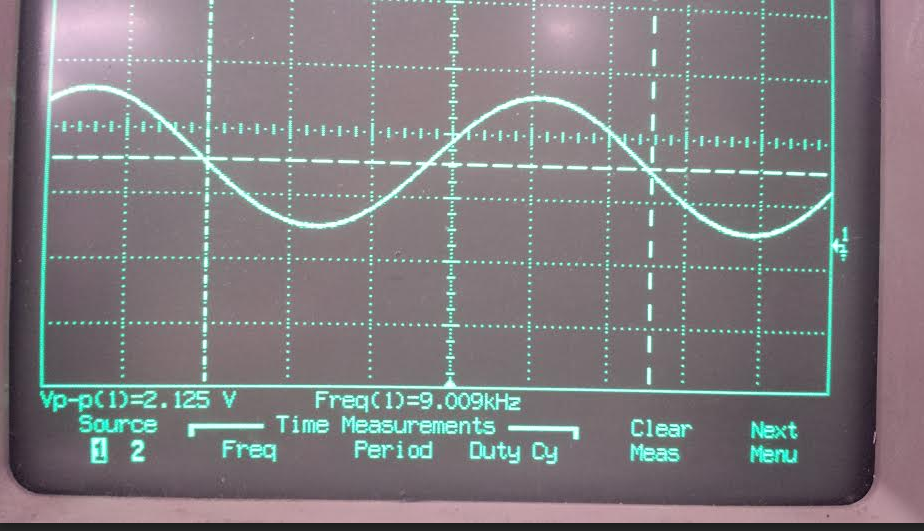 1
Vp-p(1)=2.125 V Freq(1)=9.009kHz
Source Time Measurements Clear Next
1 2 Freq Period Duty Cy Meas Menu